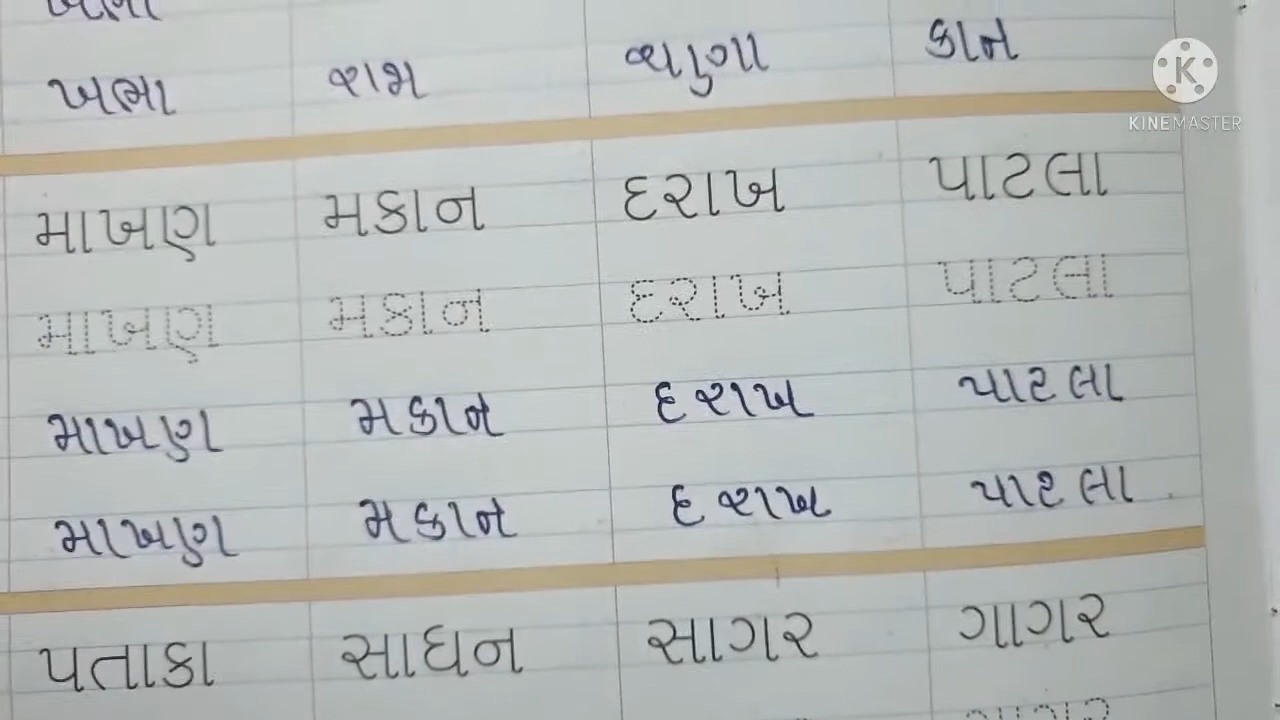 ખભા રામ કાન
માખણ મકાન દરાખ પાટલા
માખણ મકાન દરાખ પાટલા
માખણ મકાન દરાખ પાટલા
માખણ મકાન દરાખ પાટલા
પતાકા સાધન સાગર ગાગર
ગાગર
KINEMASTER